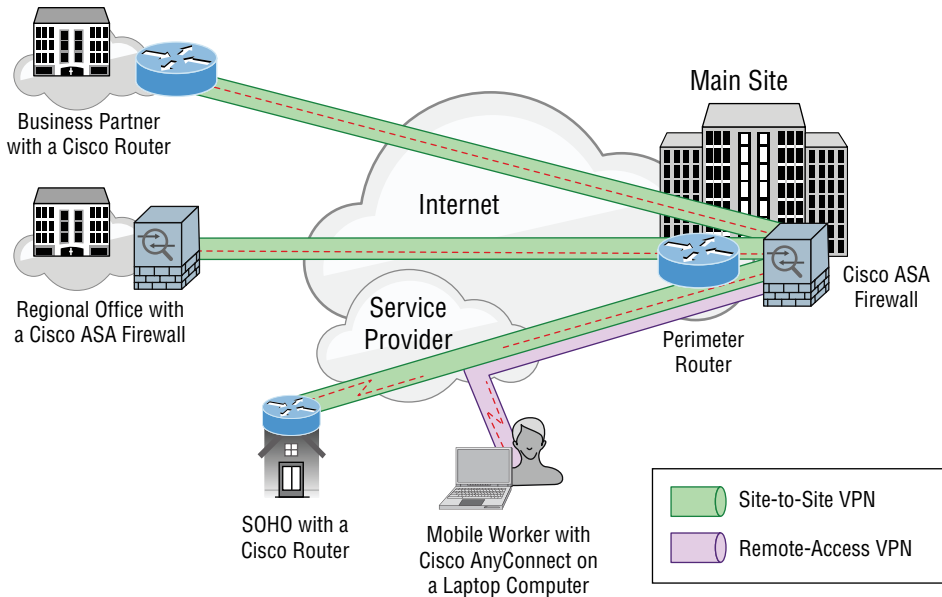 Business Partner
with a Cisco Router
Main Site
Internet
Regional Office with
a Cisco ASA Firewall
Cisco ASA
Firewall
Service
Provider
Perimeter
Router
SOHO with a
Cisco Router
Mobile Worker with
Cisco AnyConnect on
a Laptop Computer
Site-to-Site VPN
Remote-Access VPN